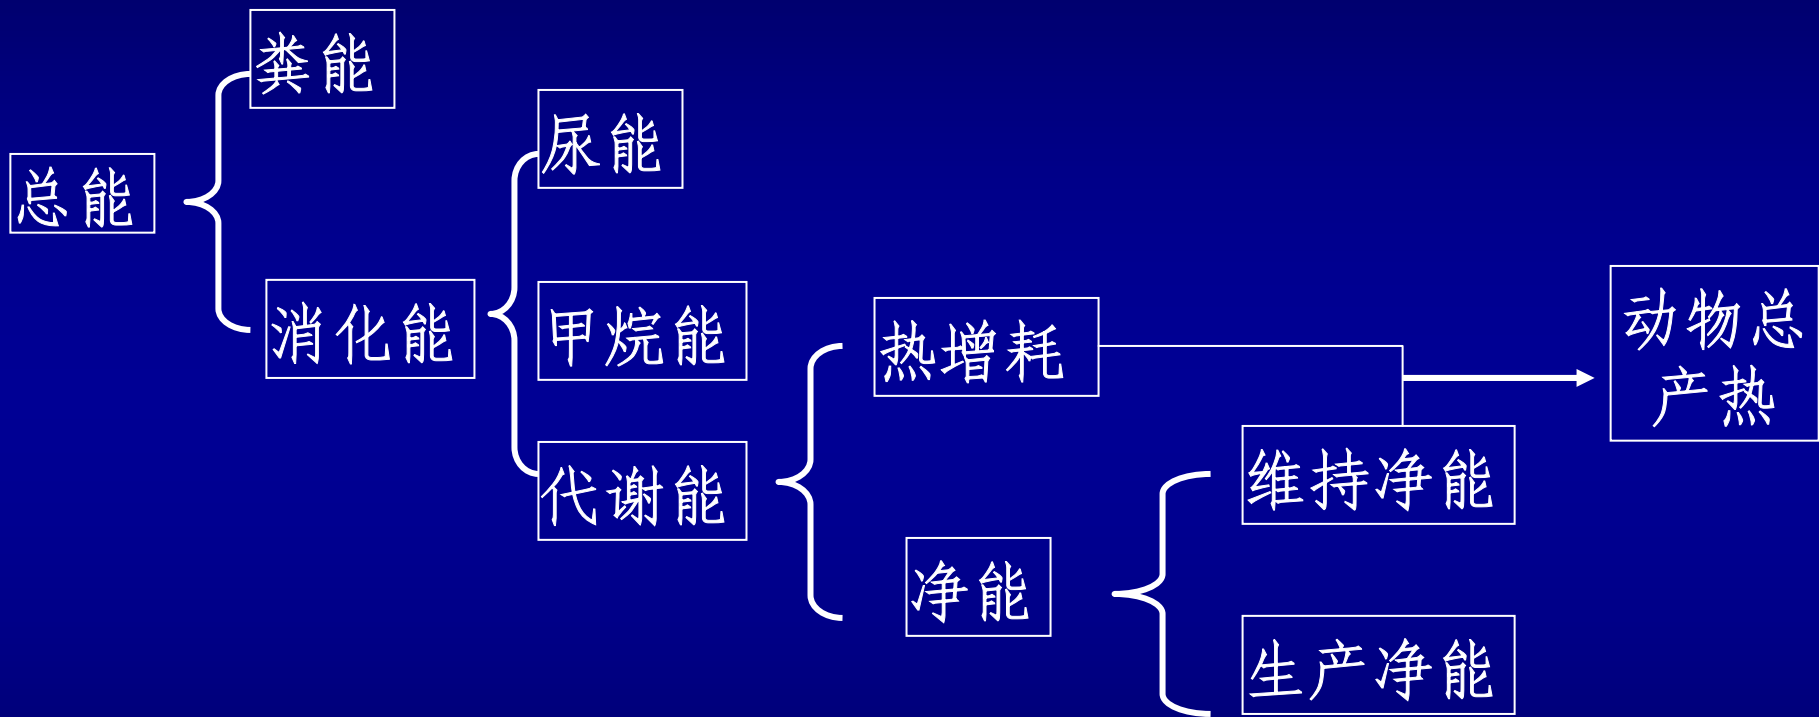 粪能
总能
尿能
消化能
甲烷能
代谢能
热增耗
净能
维持净能
生产净能
动物总
产热